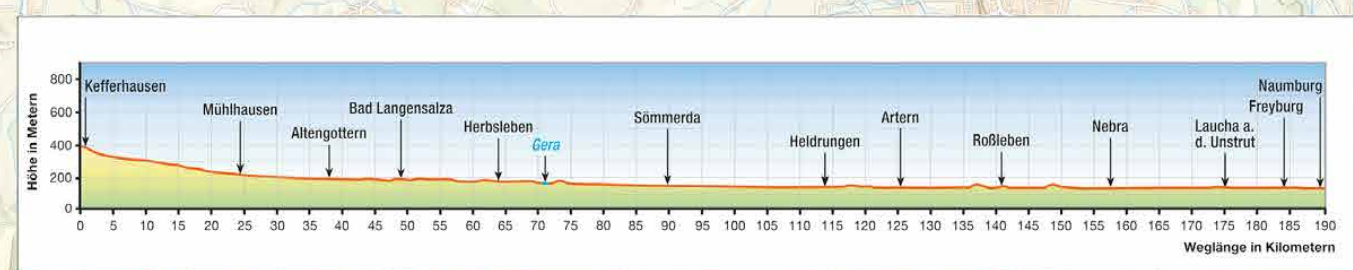 Höhe in Metern
800
600
400
200
0
Kefferhausen
Mühlhausen
Altengottern
Bad Langensalza
Herbsleben
Gera
Sömmerda
Heldrungen
Artern
Roßleben
Nebra
Laucha a.
d. Unstrut
Freyburg
Naumburg
0 5 10 15 20 25 30 35 40 45 50 55 60 65 70 75 80 85 90 95 100 105 110 115 120 125 130 135 140 145 150 155 160 165 170 175 180 185 190
Weglänge in Kilometern